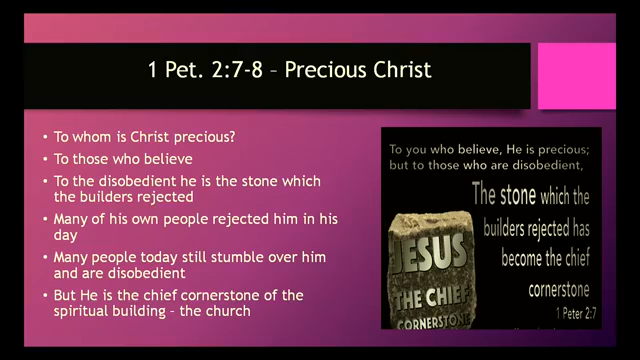 1 Pet. 2:7-8 – Precious Christ
• To whom is Christ precious?
• To those who believe
• To the disobedient he is the stone which
the builders rejected
• Many of his own people rejected him in his
day
• Many people today still stumble over him
and are disobedient
• But He is the chief cornerstone of the
spiritual building – the church
To you who believe, He is precious;
but to those who are disobedient,
The stone which the
builders rejected has
become the chief
cornerstone
1 Peter 2:7
JESUS
THE CHIEF
CORNERSTONE